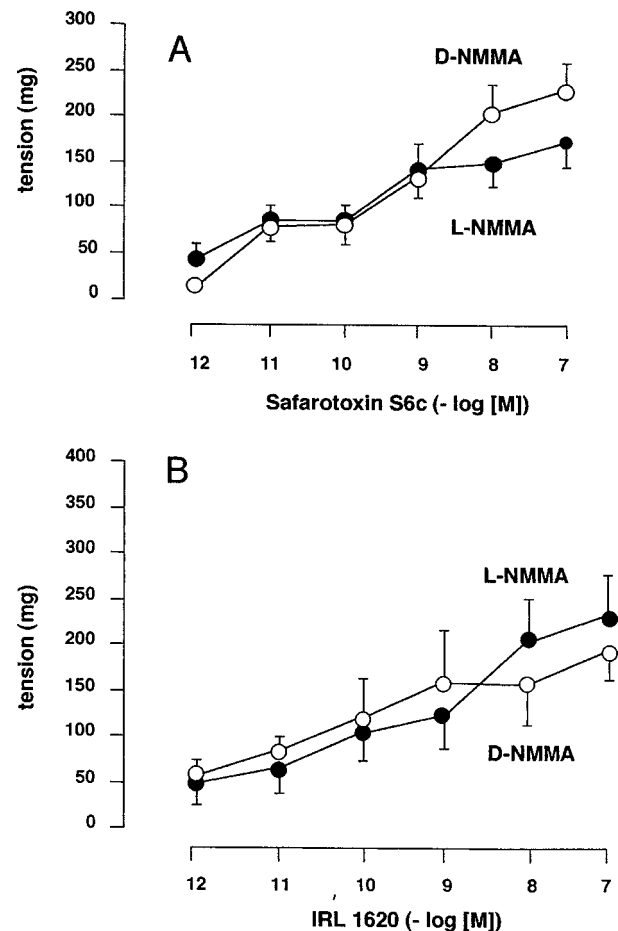 A
D-NMMA
tension (mg)
300
250
200
150
100
50
0
L-NMMA
12 11 10 9 8 7
Safarotoxin S6c (- log [M])
B
tension (mg)
400
350
300
250
200
150
100
50
0
L-NMMA
D-NMMA
12 11 10 9 8 7
IRL 1620 (- log [M])